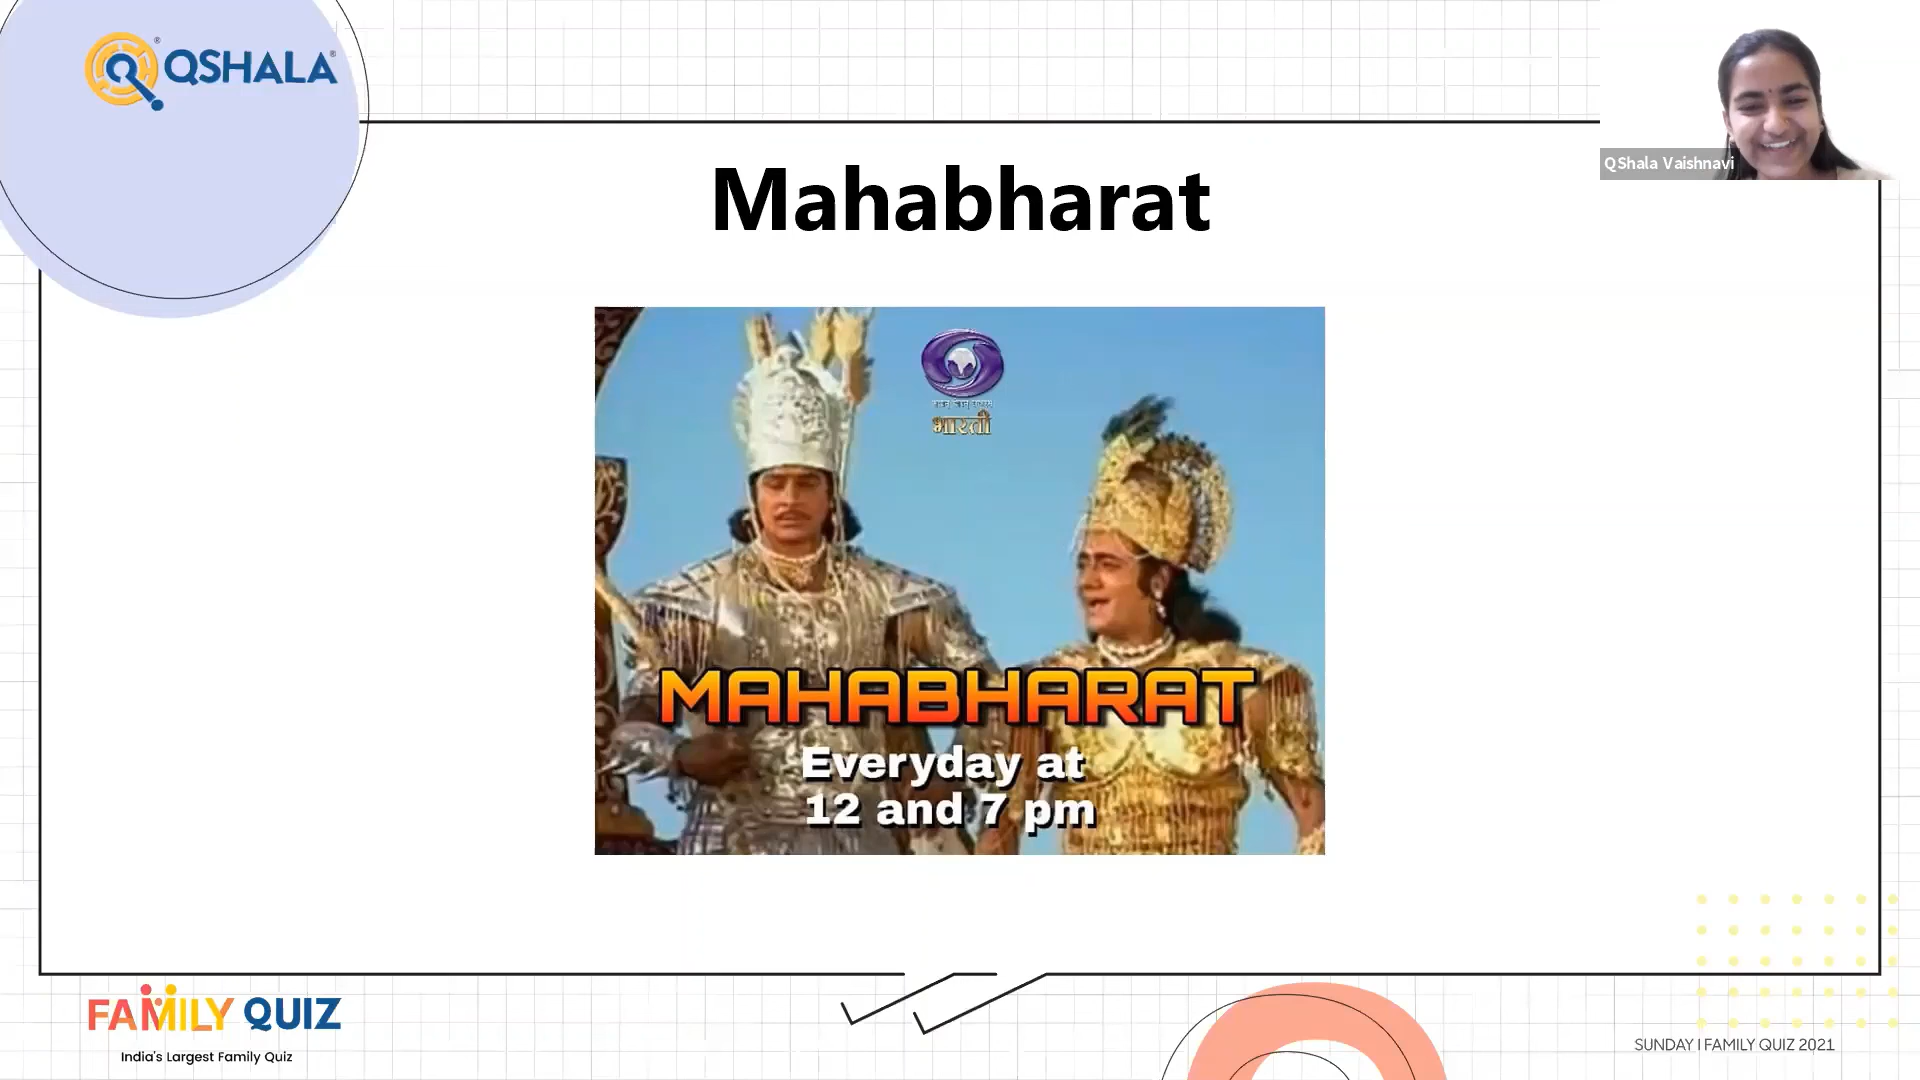 QSHALA
QShala Vaishnavi
Mahabharat
भारती
MAHABHARAT
Everyday at
12 and 7 pm
FAMILY QUIZ
India's Largest Family Quiz
SUNDAY I FAMILY QUIZ 2021